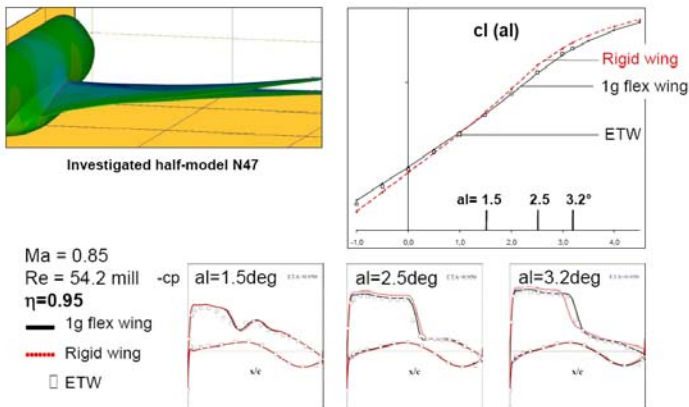 cl (al)
Rigid wing
1g flex wing
ETW
al= 1.5 2.5 3.2°
-1,0 0,0 1,0 2,0 3,0 4,0
Investigated half-model N47
Ma = 0.85
Re = 54.2 mill
η=0.95
1g flex wing
Rigid wing
ETW
-cp
al=1.5deg
x/c
al=2.5deg
x/c
al=3.2deg
x/c